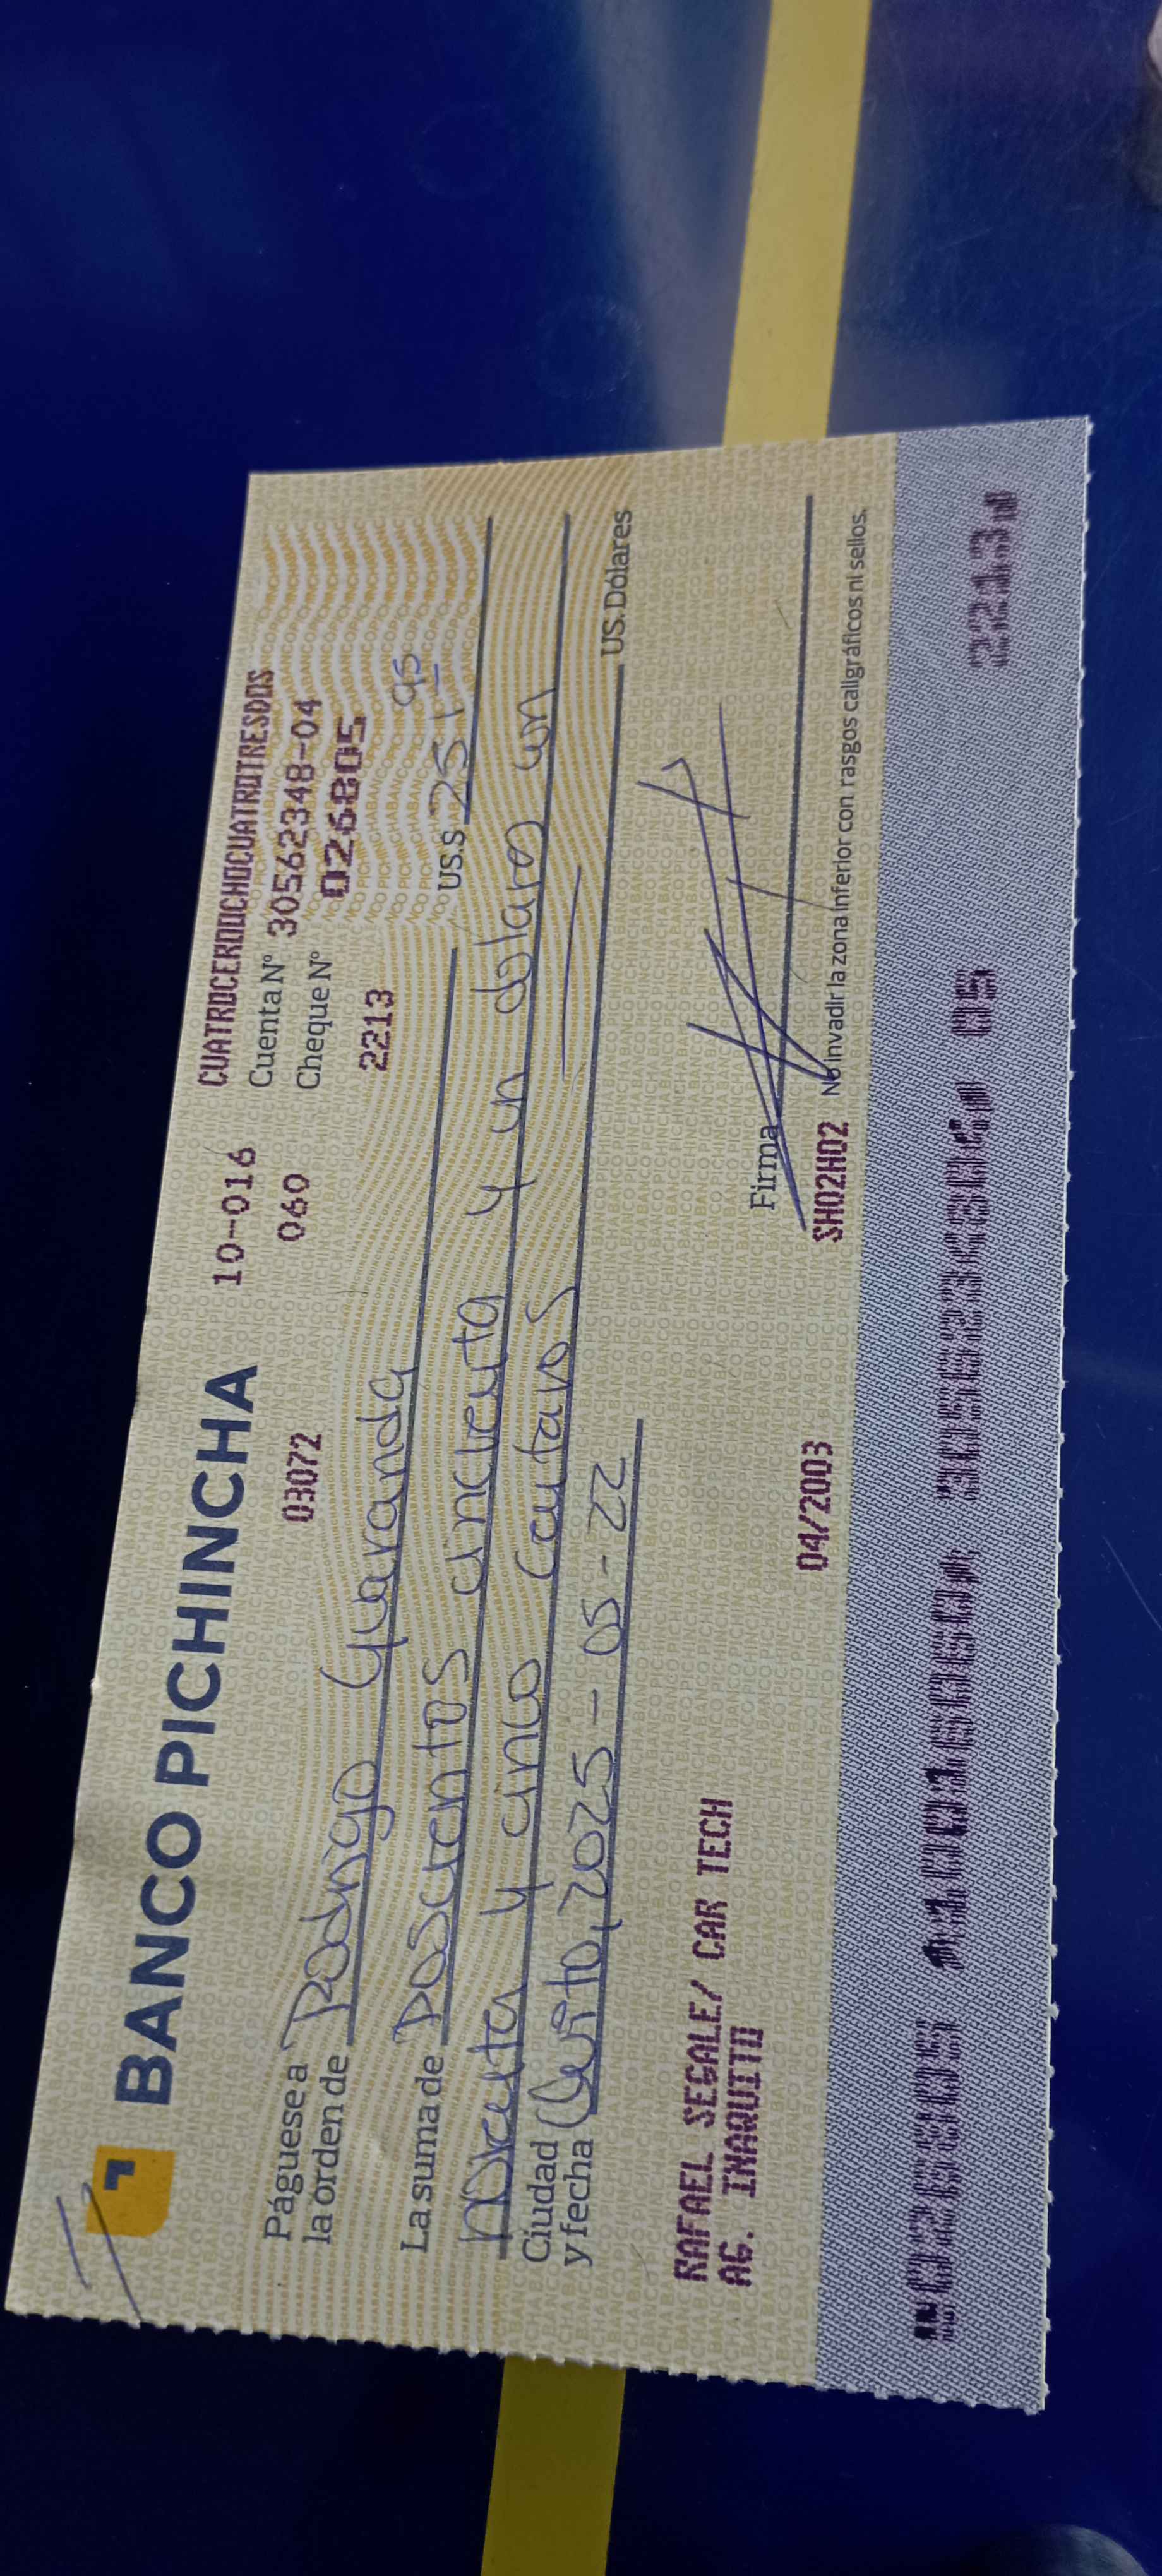 BANCO PICHINCHA
10-016 CUATROCEROOCHOCUATROTRESDOS
03072 060 Cuenta N° 30562348-04
Cheque N° 026805
2213
Páguese a la orden de Rodrigo Guaranda US.$ 251 95
La suma de Doscientos cincuenta y un dolares con
noventa y cinco centavos US. Dólares
Ciudad y fecha Quito, 2025-05-22
RAFAEL SEGALE/ CAR TECH
AG. INAQUITO
Firma
04/2003 SH02H02 No invadir la zona inferior con rasgos caligráficos ni sellos.
026805 3056234804 05 2213